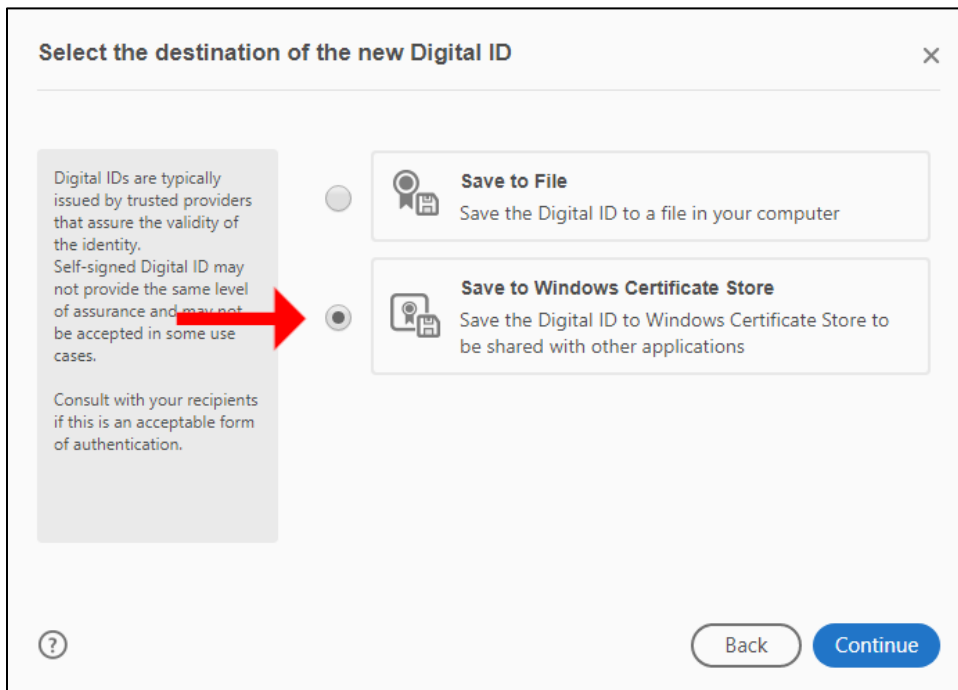 Select the destination of the new Digital ID
Digital IDs are typically
issued by trusted providers
that assure the validity of
the identity.
Self-signed Digital ID may
not provide the same level
of assurance and may not
be accepted in some use
cases.
Consult with your recipients
if this is an acceptable form
of authentication.
Save to File
Save the Digital ID to a file in your computer
Save to Windows Certificate Store
Save the Digital ID to Windows Certificate Store to
be shared with other applications
?
Back
Continue